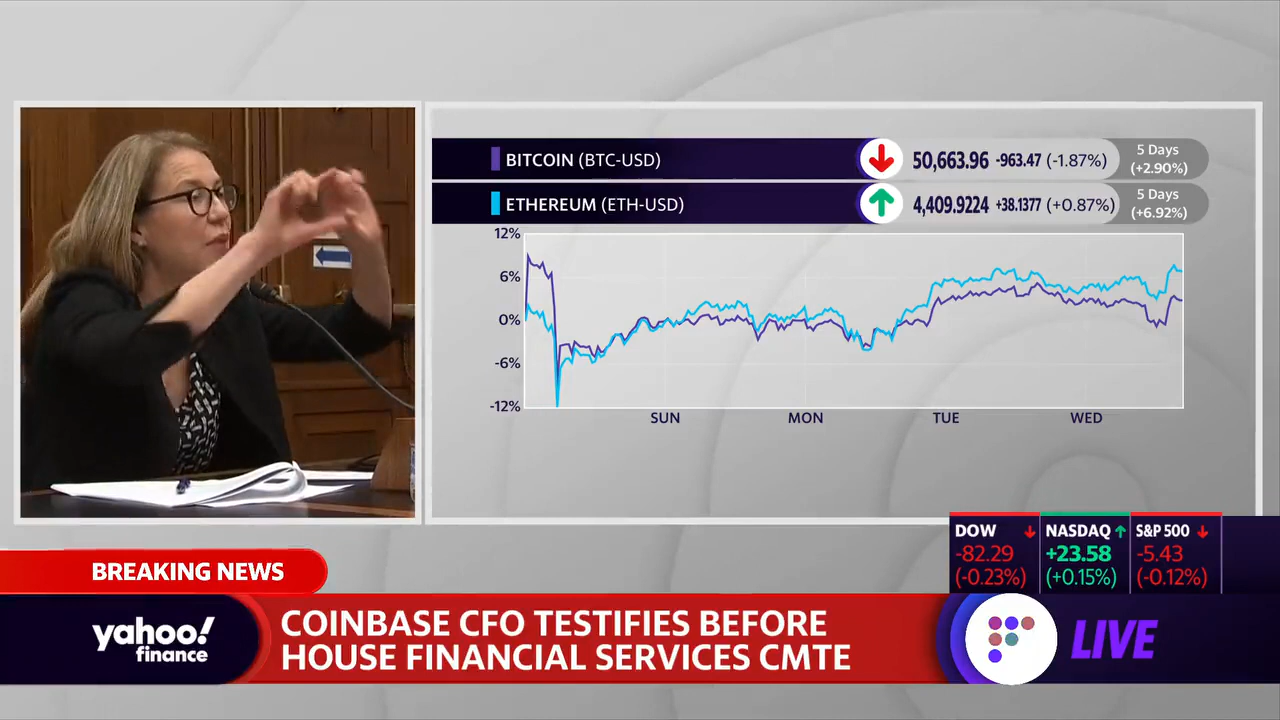 BITCOIN (BTC-USD) 50,663.96 -963.47 (-1.87%) 5 Days (+2.90%)
ETHEREUM (ETH-USD) 4,409.9224 +38.1377 (+0.87%) 5 Days (+6.92%)
12%
6%
0%
-6%
-12%
SUN MON TUE WED
DOW NASDAQ S&P 500
-82.29 +23.58 -5.43
(-0.23%) (+0.15%) (-0.12%)
BREAKING NEWS
yahoo!
finance
COINBASE CFO TESTIFIES BEFORE
HOUSE FINANCIAL SERVICES CMTE
LIVE